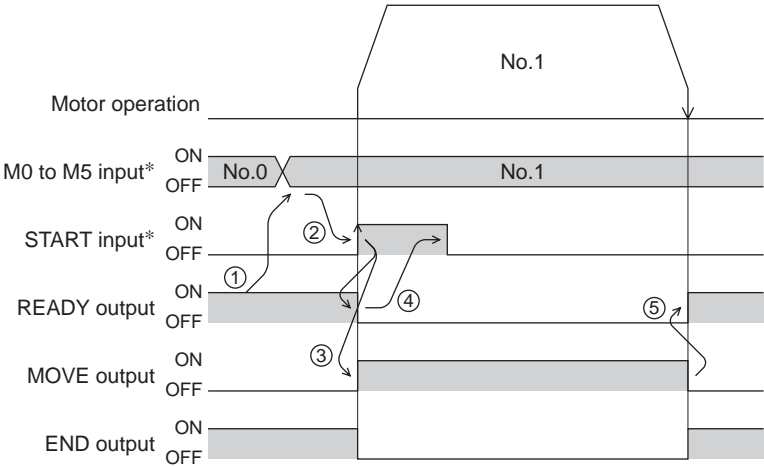 No.1
Motor operation
M0 to M5 input*
ON
OFF
No.0
No.1
START input*
ON
OFF
①
②
③
④
⑤
READY output
ON
OFF
MOVE output
ON
OFF
END output
ON
OFF